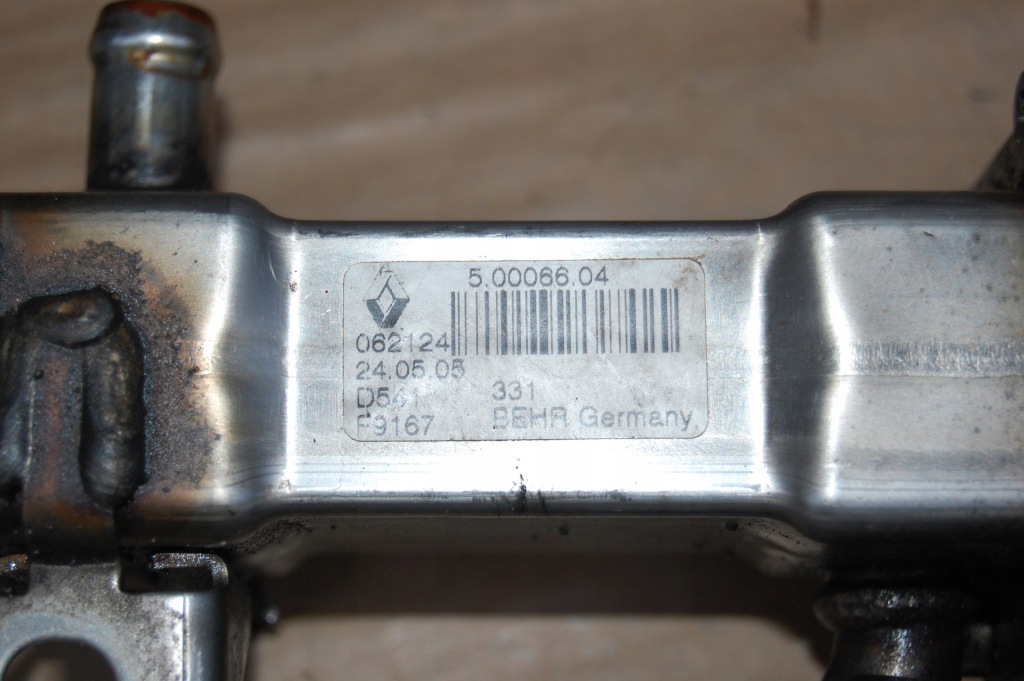 5.00066.04
062124
24.05.05
D541 331
F9167 BEHR Germany